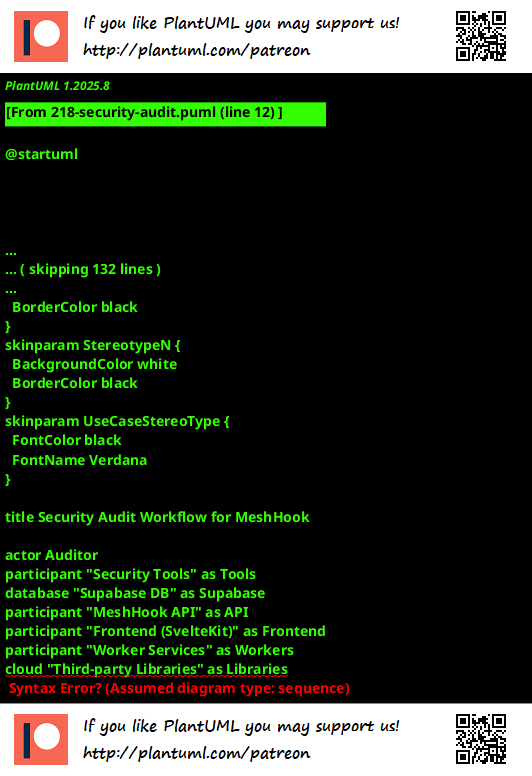 If you like PlantUML you may support us!
http://plantuml.com/patreon
PlantUML 1.2025.8
[From 218-security-audit.puml (line 12) ]
@startuml
...
... ( skipping 132 lines )
...
BorderColor black
}
skinparam StereotypeN {
BackgroundColor white
BorderColor black
}
skinparam UseCaseStereoType {
FontColor black
FontName Verdana
}
title Security Audit Workflow for MeshHook
actor Auditor
participant "Security Tools" as Tools
database "Supabase DB" as Supabase
participant "MeshHook API" as API
participant "Frontend (SvelteKit)" as Frontend
participant "Worker Services" as Workers
cloud "Third-party Libraries" as Libraries
Syntax Error? (Assumed diagram type: sequence)
If you like PlantUML you may support us!
http://plantuml.com/patreon